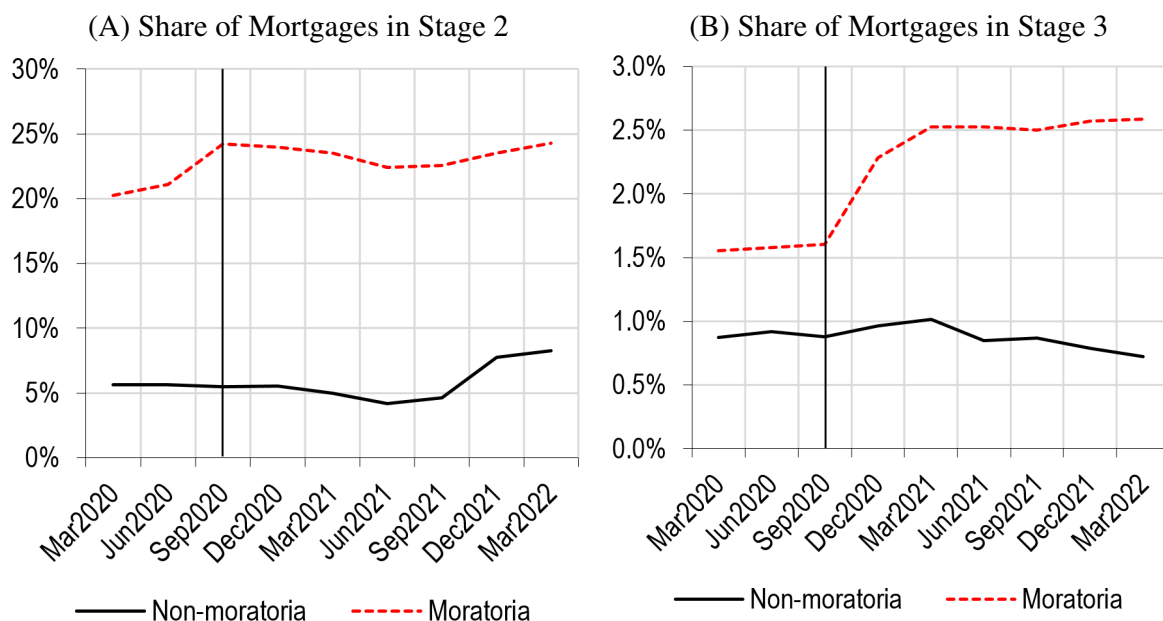 (A) Share of Mortgages in Stage 2
30%
25%
20%
15%
10%
5%
0%
Mar2020
Jun2020
Sep2020
Dec2020
Mar2021
Jun2021
Sep2021
Dec2021
Mar2022
Non-moratoria
Moratoria
(B) Share of Mortgages in Stage 3
3.0%
2.5%
2.0%
1.5%
1.0%
0.5%
0.0%
Mar2020
Jun2020
Sep2020
Dec2020
Mar2021
Jun2021
Sep2021
Dec2021
Mar2022
Non-moratoria
Moratoria